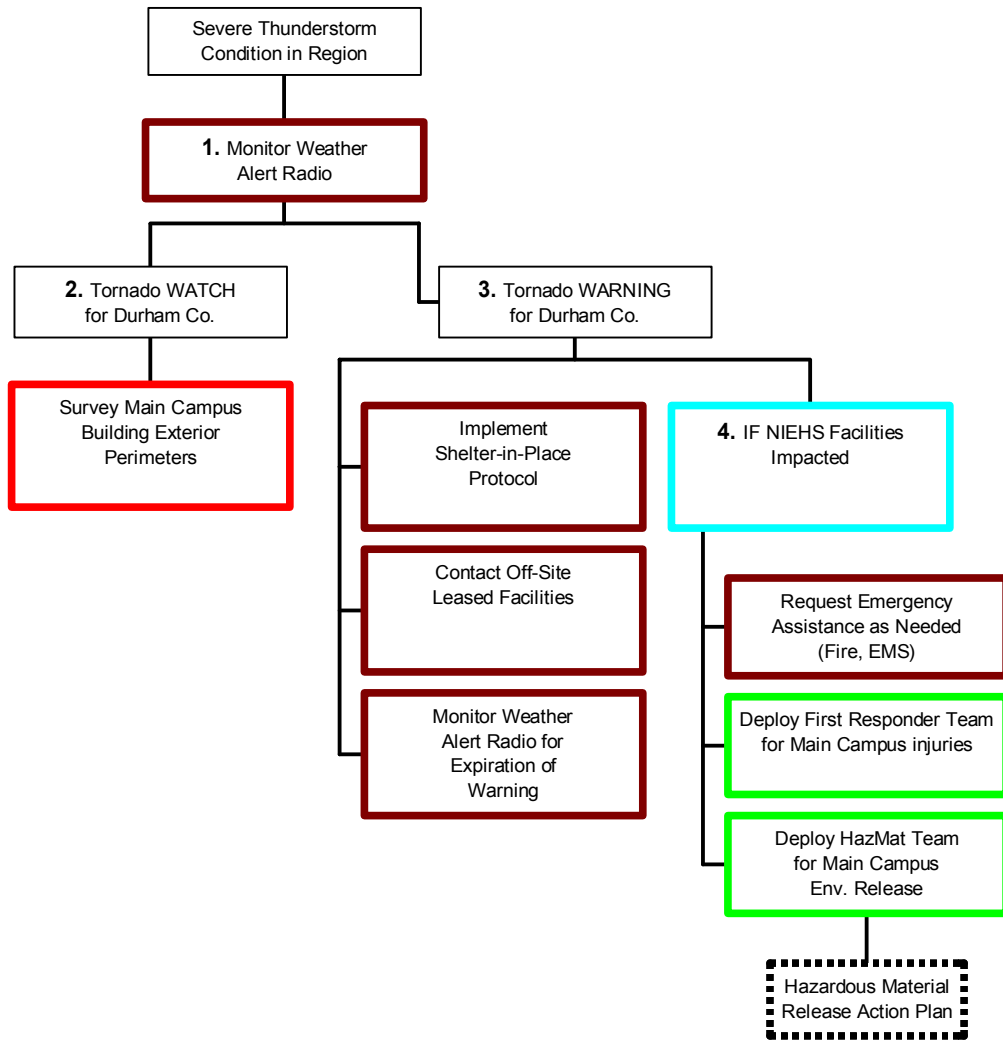 Severe Thunderstorm
Condition in Region
1. Monitor Weather
Alert Radio
2. Tornado WATCH
for Durham Co.
3. Tornado WARNING
for Durham Co.
Survey Main Campus
Building Exterior
Perimeters
Implement
Shelter-in-Place
Protocol
4. IF NIEHS Facilities
Impacted
Contact Off-Site
Leased Facilities
Request Emergency
Assistance as Needed
(Fire, EMS)
Monitor Weather
Alert Radio for
Expiration of
Warning
Deploy First Responder Team
for Main Campus injuries
Deploy HazMat Team
for Main Campus
Env. Release
Hazardous Material
Release Action Plan